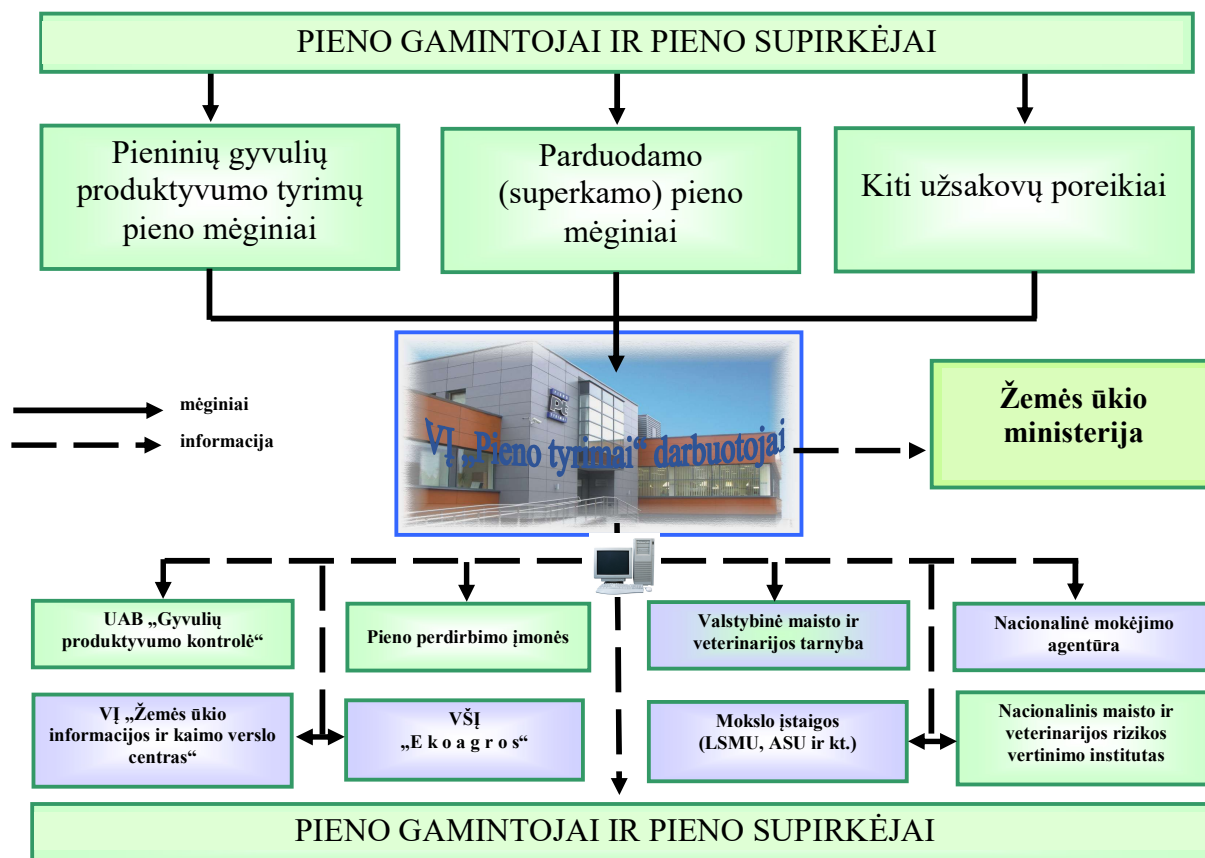 PIENO GAMINTOJAI IR PIENO SUPIRKĖJAI
Pieninių gyvulių
produktyvumo tyrimų
pieno mėginiai
Parduodamo
(superkamo) pieno
mėginiai
Kiti užsakovų poreikiai
mėginiai
informacija
VĮ „Pieno tyrimai“ darbuotojai
Žemės ūkio
ministerija
UAB „Gyvulių
produktyvumo kontrolė“
Pieno perdirbimo įmonės
Valstybinė maisto ir
veterinarijos tarnyba
Nacionalinė mokėjimo
agentūra
VĮ „Žemės ūkio
informacijos ir kaimo verslo
centras“
VŠĮ
„E k o a g r o s“
Mokslo įstaigos
(LSMU, ASU ir kt.)
Nacionalinis maisto ir
veterinarijos rizikos
vertinimo institutas
PIENO GAMINTOJAI IR PIENO SUPIRKĖJAI